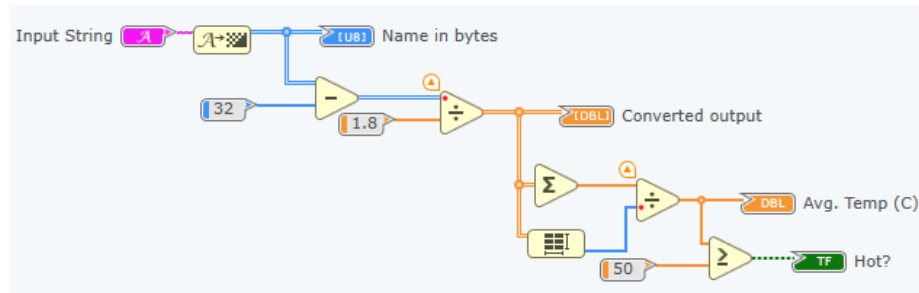 Input String
A
A→
[U8]
Name in bytes
32
−
1.8
÷
[DBL]
Converted output
Σ
÷
DBL
Avg. Temp (C)
50
≥
TF
Hot?